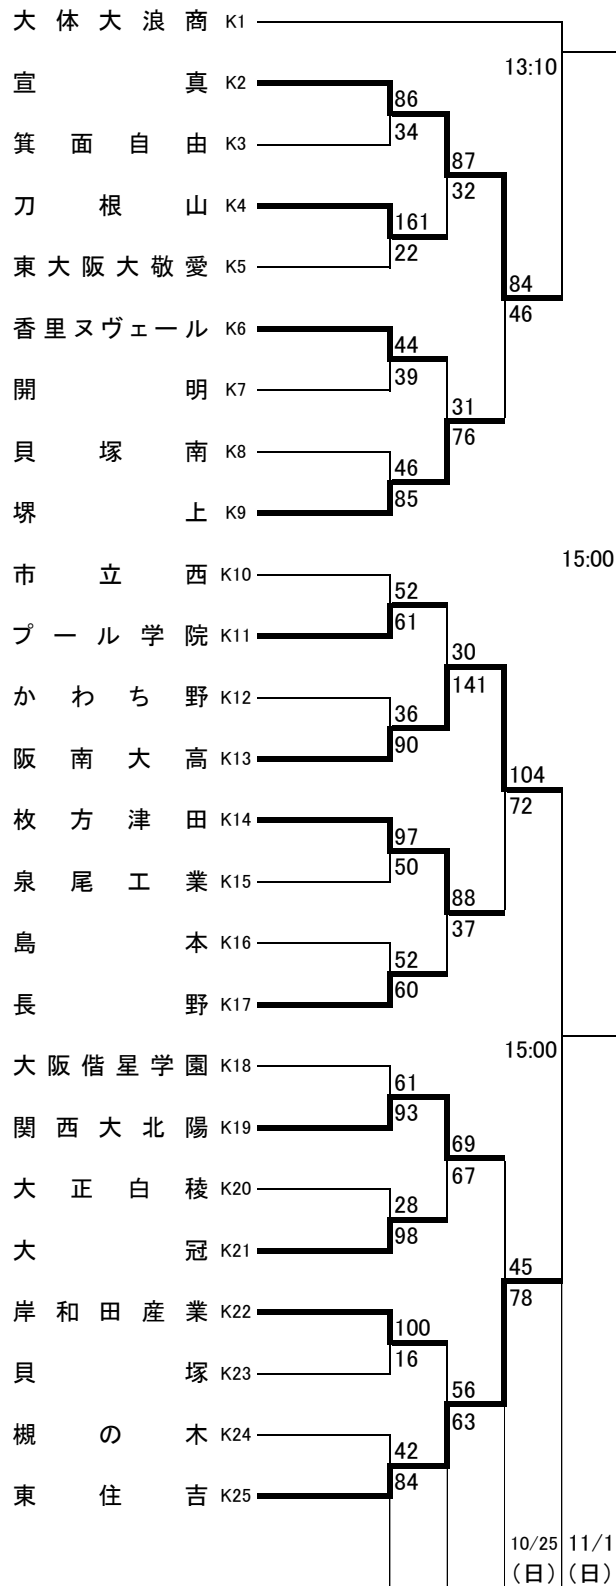 大体大浪商 K1
13:10
宣真 K2
86
34
箕面自由 K3
87
32
刀根山 K4
161
22
東大阪大敬愛 K5
84
46
香里ヌヴェール K6
44
39
開明 K7
31
76
貝塚南 K8
46
85
堺上 K9
15:00
市立西 K10
52
61
プール学院 K11
30
141
かわち野 K12
36
90
阪南大高 K13
104
72
枚方津田 K14
97
50
泉尾工業 K15
88
37
島本 K16
52
60
長野 K17
15:00
大阪偕星学園 K18
61
93
関西大北陽 K19
69
67
大正白稜 K20
28
98
大冠 K21
45
78
岸和田産業 K22
100
16
貝塚 K23
56
63
槻の木 K24
42
84
東住吉 K25
10/25 11/1
(日) (日)